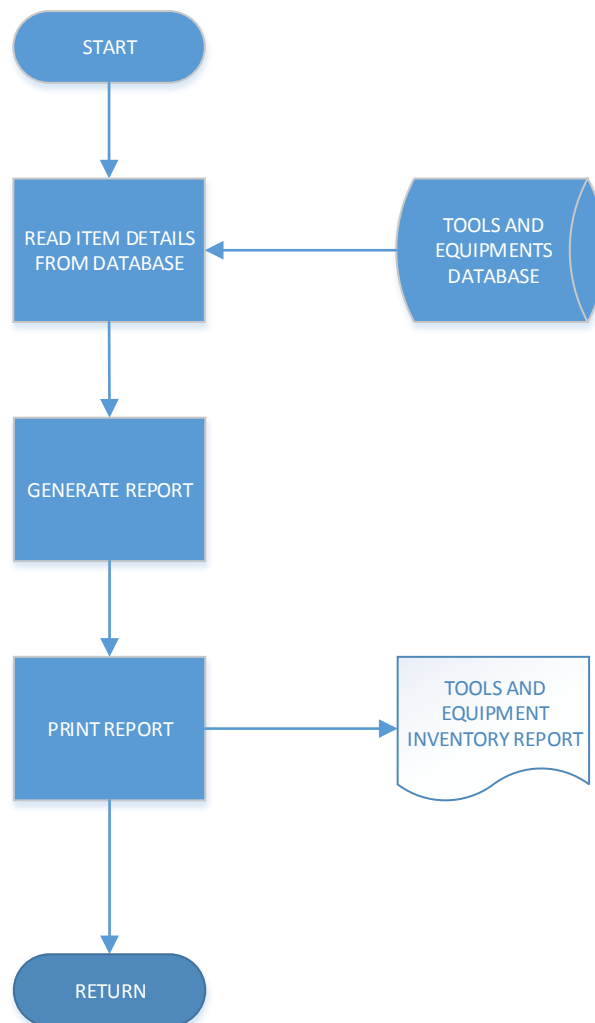 START
READ ITEM DETAILS
FROM DATABASE
TOOLS AND
EQUIPMENTS
DATABASE
GENERATE REPORT
PRINT REPORT
TOOLS AND
EQUIPMENT
INVENTORY REPORT
RETURN